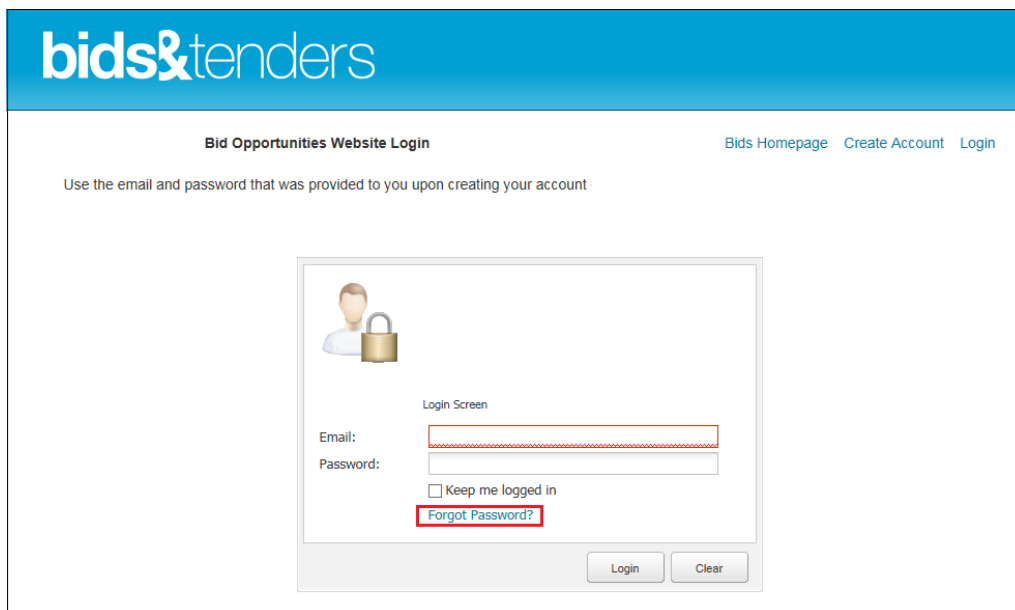 bids&tenders
Bid Opportunities Website Login
Bids Homepage Create Account Login
Use the email and password that was provided to you upon creating your account
Login Screen
Email:
Password:
Keep me logged in
Forgot Password?
Login Clear